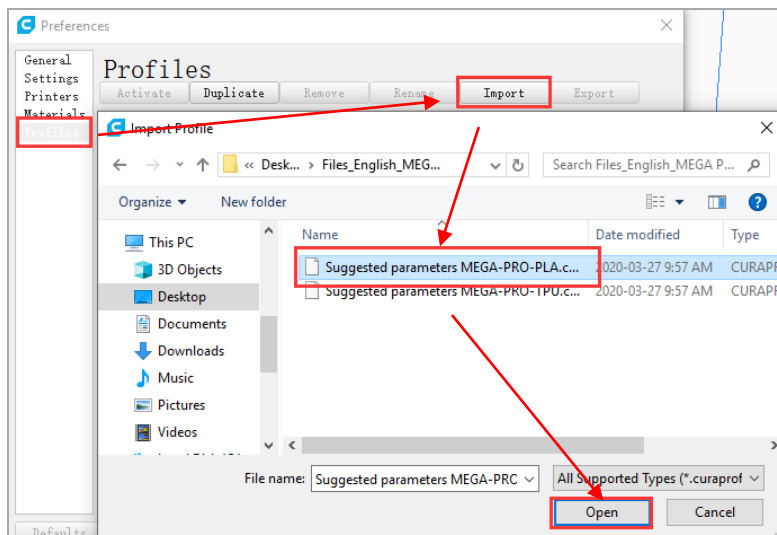 Preferences
General
Settings
Printers
Materials
Profiles
Profiles
Activate Duplicate Remove Rename Import Export
Import Profile
« Desk... › Files_English_MEG... Search Files_English_MEGA P...
Organize New folder
This PC
3D Objects
Desktop
Documents
Downloads
Music
Pictures
Videos
Name Date modified Type
Suggested parameters MEGA-PRO-PLA.c... 2020-03-27 9:57 AM CURAPF
Suggested parameters MEGA-PRO-TPU.c... 2020-03-27 9:57 AM CURAPF
File name: Suggested parameters MEGA-PRC All Supported Types (*.curaprof
Open Cancel
Defaults